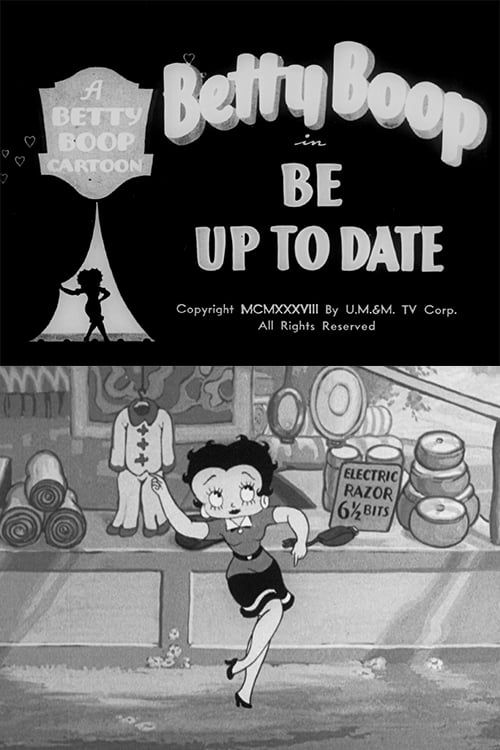 A
BETTY
BOOP
CARTOON
Betty Boop
in
BE
UP TO DATE
Copyright MCMXXXVIII By U.M.&M. TV Corp.
All Rights Reserved
ELECTRIC
RAZOR
6½ BITS